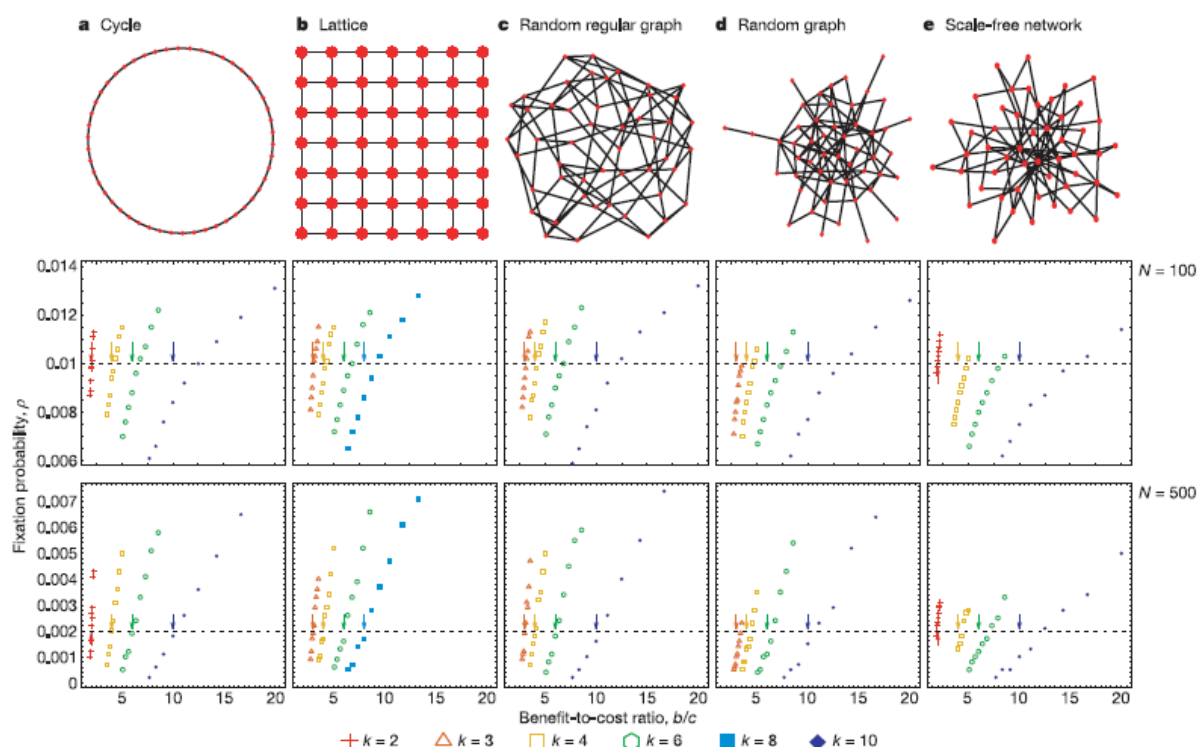 a Cycle
b Lattice
c Random regular graph
d Random graph
e Scale-free network
N = 100
0.014
0.012
0.01
0.008
0.006
N = 500
0.007
0.006
0.005
0.004
0.003
0.002
0.001
0
Fixation probability, ρ
5 10 15 20 5 10 15 20 5 10 15 20 5 10 15 20 5 10 15 20
Benefit-to-cost ratio, b/c
k = 2 k = 3 k = 4 k = 6 k = 8 k = 10